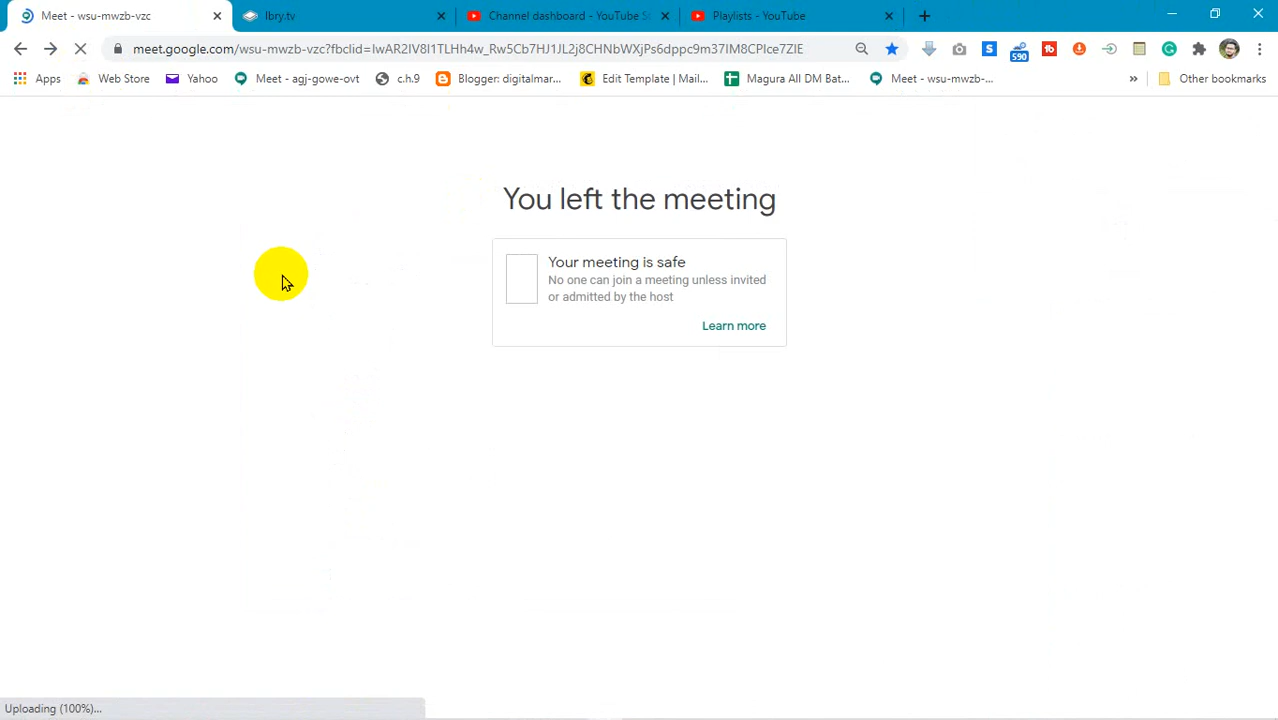 Meet - wsu-mwzb-vzc
lbry.tv
Channel dashboard - YouTube St
Playlists - YouTube
meet.google.com/wsu-mwzb-vzc?fbclid=IwAR2IV8I1TLHh4w_Rw5Cb7HJ1JL2j8CHNbWXjPs6dppc9m37IM8CPIce7ZIE
590
Apps
Web Store
Yahoo
Meet - agj-gowe-ovt
c.h.9
Blogger: digitalmar...
Edit Template | Mail...
Magura All DM Bat...
Meet - wsu-mwzb-...
Other bookmarks
You left the meeting
Your meeting is safe
No one can join a meeting unless invited
or admitted by the host
Learn more
Uploading (100%)...